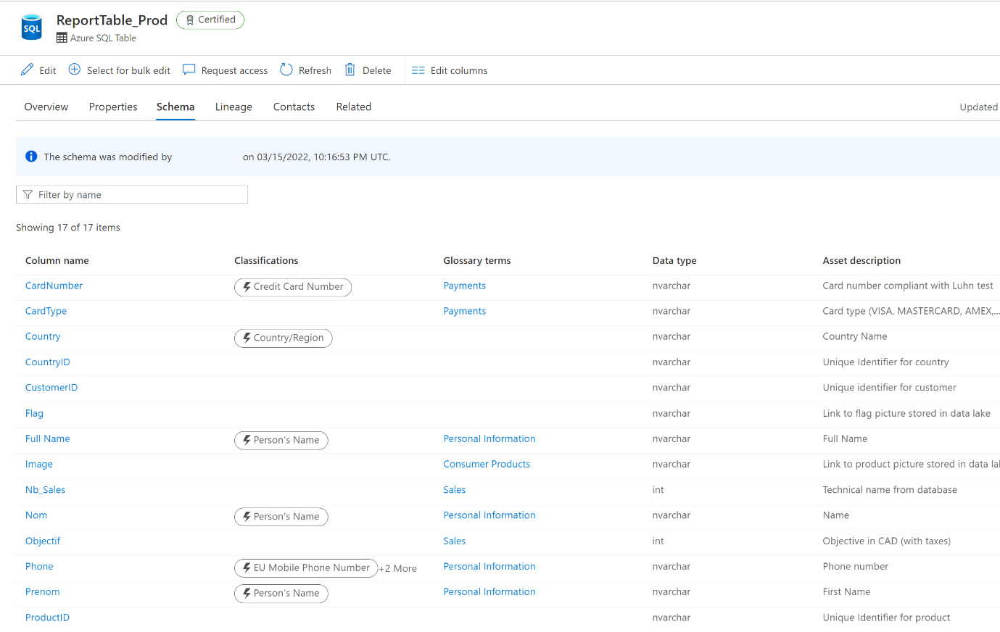 ReportTable_Prod Certified
SQL Azure SQL Table
Edit Select for bulk edit Request access Refresh Delete Edit columns
Overview Properties Schema Lineage Contacts Related Updated
The schema was modified by on 03/15/2022, 10:16:53 PM UTC.
Filter by name
Showing 17 of 17 items
Column name Classifications Glossary terms Data type Asset description
CardNumber Credit Card Number Payments nvarchar Card number compliant with Luhn test
CardType Payments nvarchar Card type (VISA, MASTERCARD, AMEX,...
Country Country/Region nvarchar Country Name
CountryID nvarchar Unique Identifier for country
CustomerID nvarchar Unique identifier for customer
Flag nvarchar Link to flag picture stored in data lake
Full Name Person's Name Personal Information nvarchar Full Name
Image Consumer Products nvarchar Link to product picture stored in data
Nb_Sales Sales int Technical name from database
Nom Person's Name Personal Information nvarchar Name
Objectif Sales int Objective in CAD (with taxes)
Phone EU Mobile Phone Number +2 More Personal Information nvarchar Phone number
Prenom Person's Name Personal Information nvarchar First Name
ProductID nvarchar Unique Identifier for product